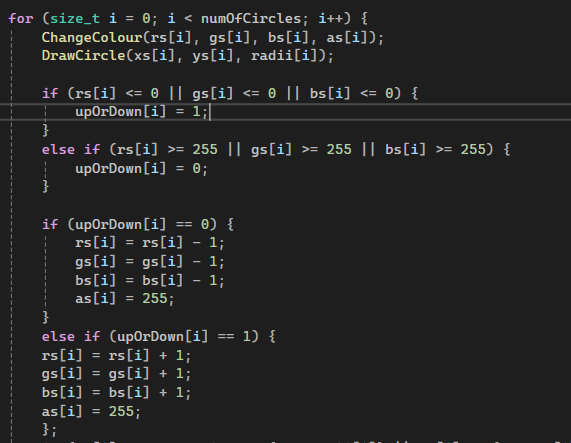 for (size_t i = 0; i < numOfCircles; i++) {
ChangeColour(rs[i], gs[i], bs[i], as[i]);
DrawCircle(xs[i], ys[i], radii[i]);
if (rs[i] <= 0 || gs[i] <= 0 || bs[i] <= 0) {
upOrDown[i] = 1;
}
else if (rs[i] >= 255 || gs[i] >= 255 || bs[i] >= 255) {
upOrDown[i] = 0;
}
if (upOrDown[i] == 0) {
rs[i] = rs[i] - 1;
gs[i] = gs[i] - 1;
bs[i] = bs[i] - 1;
as[i] = 255;
}
else if (upOrDown[i] == 1) {
rs[i] = rs[i] + 1;
gs[i] = gs[i] + 1;
bs[i] = bs[i] + 1;
as[i] = 255;
};